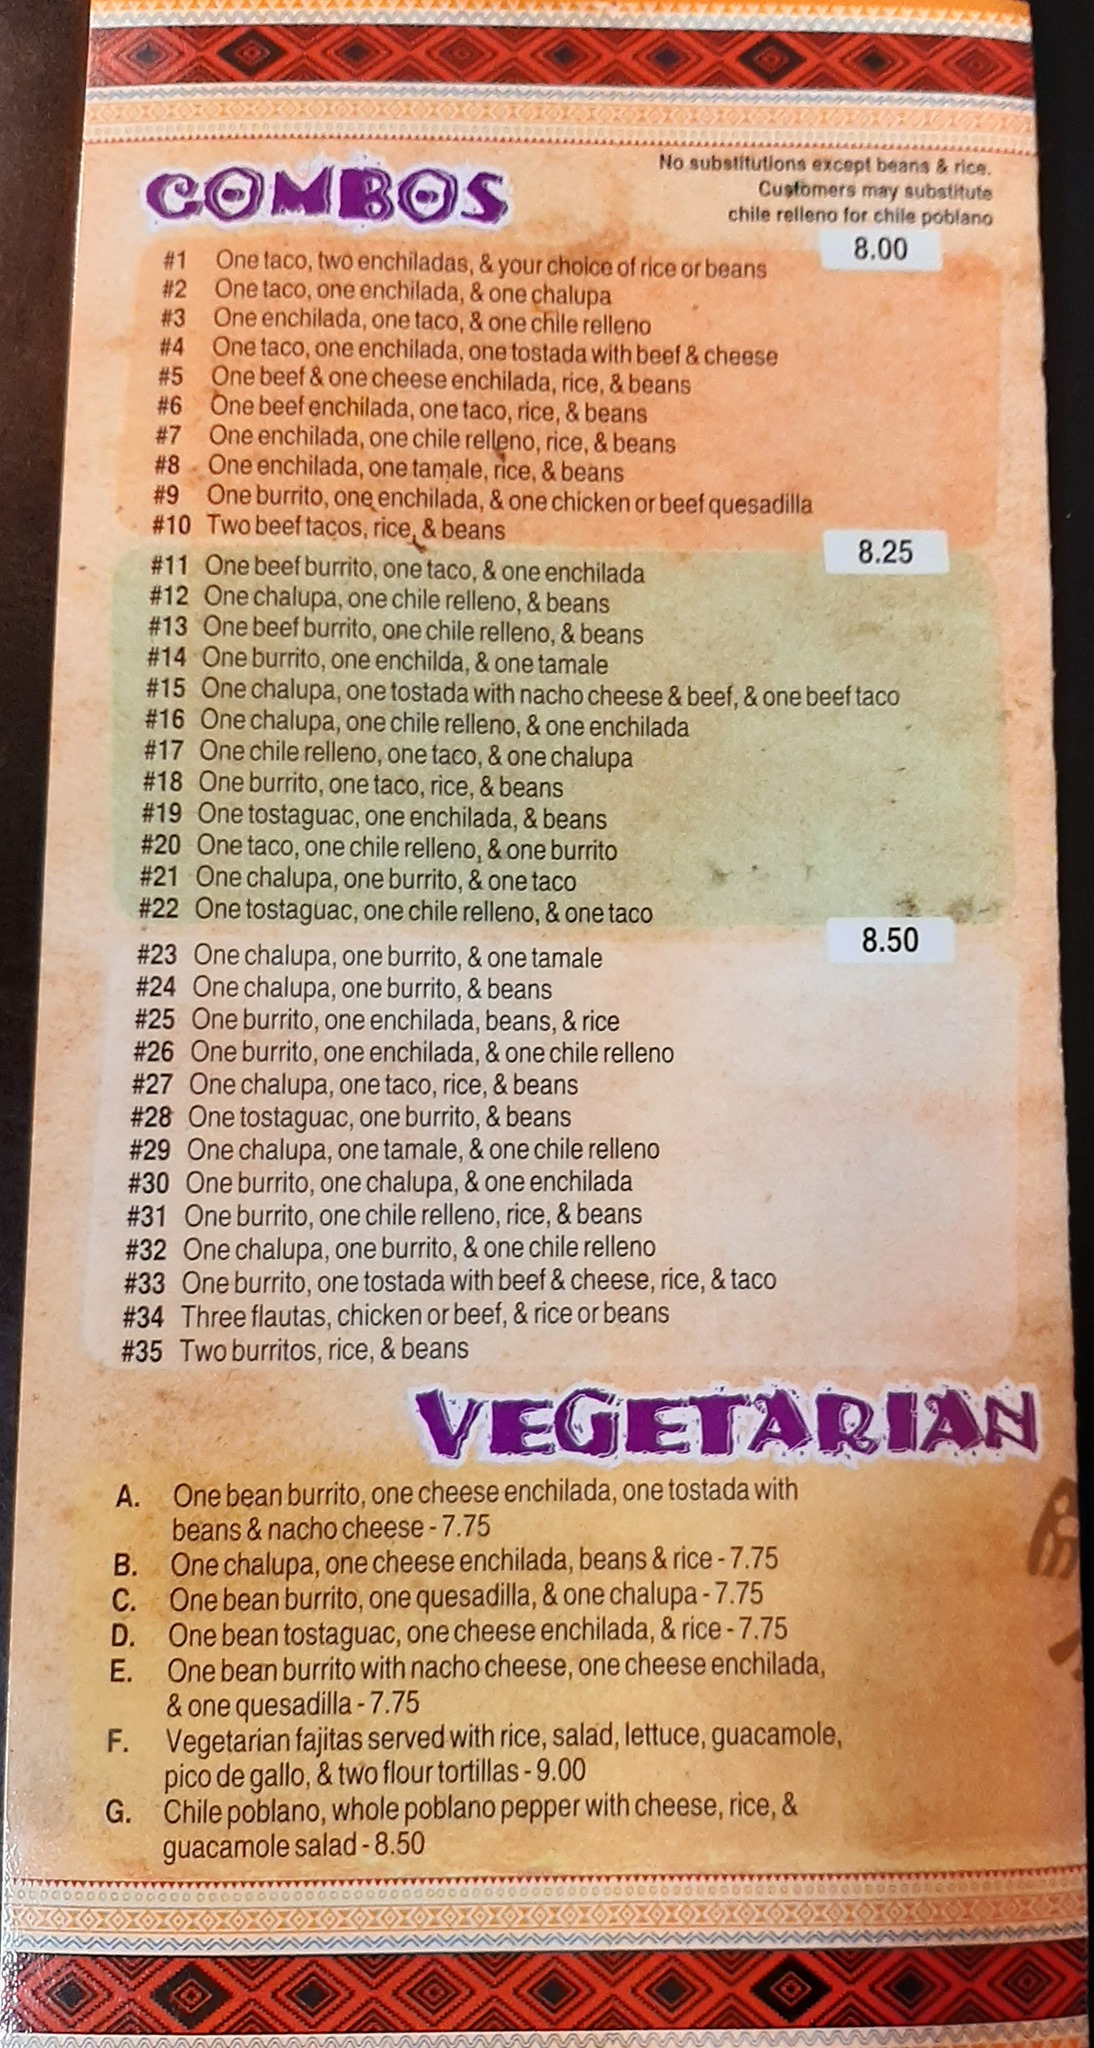 COMBOS
No substitutions except beans & rice.
Customers may substitute
chile relleno for chile poblano
8.00
#1 One taco, two enchiladas, & your choice of rice or beans
#2 One taco, one enchilada, & one chalupa
#3 One enchilada, one taco, & one chile relleno
#4 One taco, one enchilada, one tostada with beef & cheese
#5 One beef & one cheese enchilada, rice, & beans
#6 One beef enchilada, one taco, rice, & beans
#7 One enchilada, one chile relleno, rice, & beans
#8 One enchilada, one tamale, rice, & beans
#9 One burrito, one enchilada, & one chicken or beef quesadilla
#10 Two beef tacos, rice, & beans
8.25
#11 One beef burrito, one taco, & one enchilada
#12 One chalupa, one chile relleno, & beans
#13 One beef burrito, one chile relleno, & beans
#14 One burrito, one enchilda, & one tamale
#15 One chalupa, one tostada with nacho cheese & beef, & one beef taco
#16 One chalupa, one chile relleno, & one enchilada
#17 One chile relleno, one taco, & one chalupa
#18 One burrito, one taco, rice, & beans
#19 One tostaguac, one enchilada, & beans
#20 One taco, one chile relleno, & one burrito
#21 One chalupa, one burrito, & one taco
#22 One tostaguac, one chile relleno, & one taco
8.50
#23 One chalupa, one burrito, & one tamale
#24 One chalupa, one burrito, & beans
#25 One burrito, one enchilada, beans, & rice
#26 One burrito, one enchilada, & one chile relleno
#27 One chalupa, one taco, rice, & beans
#28 One tostaguac, one burrito, & beans
#29 One chalupa, one tamale, & one chile relleno
#30 One burrito, one chalupa, & one enchilada
#31 One burrito, one chile relleno, rice, & beans
#32 One chalupa, one burrito, & one chile relleno
#33 One burrito, one tostada with beef & cheese, rice, & taco
#34 Three flautas, chicken or beef, & rice or beans
#35 Two burritos, rice, & beans
VEGETARIAN
A. One bean burrito, one cheese enchilada, one tostada with
beans & nacho cheese - 7.75
B. One chalupa, one cheese enchilada, beans & rice - 7.75
C. One bean burrito, one quesadilla, & one chalupa - 7.75
D. One bean tostaguac, one cheese enchilada, & rice - 7.75
E. One bean burrito with nacho cheese, one cheese enchilada,
& one quesadilla - 7.75
F. Vegetarian fajitas served with rice, salad, lettuce, guacamole,
pico de gallo, & two flour tortillas - 9.00
G. Chile poblano, whole poblano pepper with cheese, rice, &
guacamole salad - 8.50